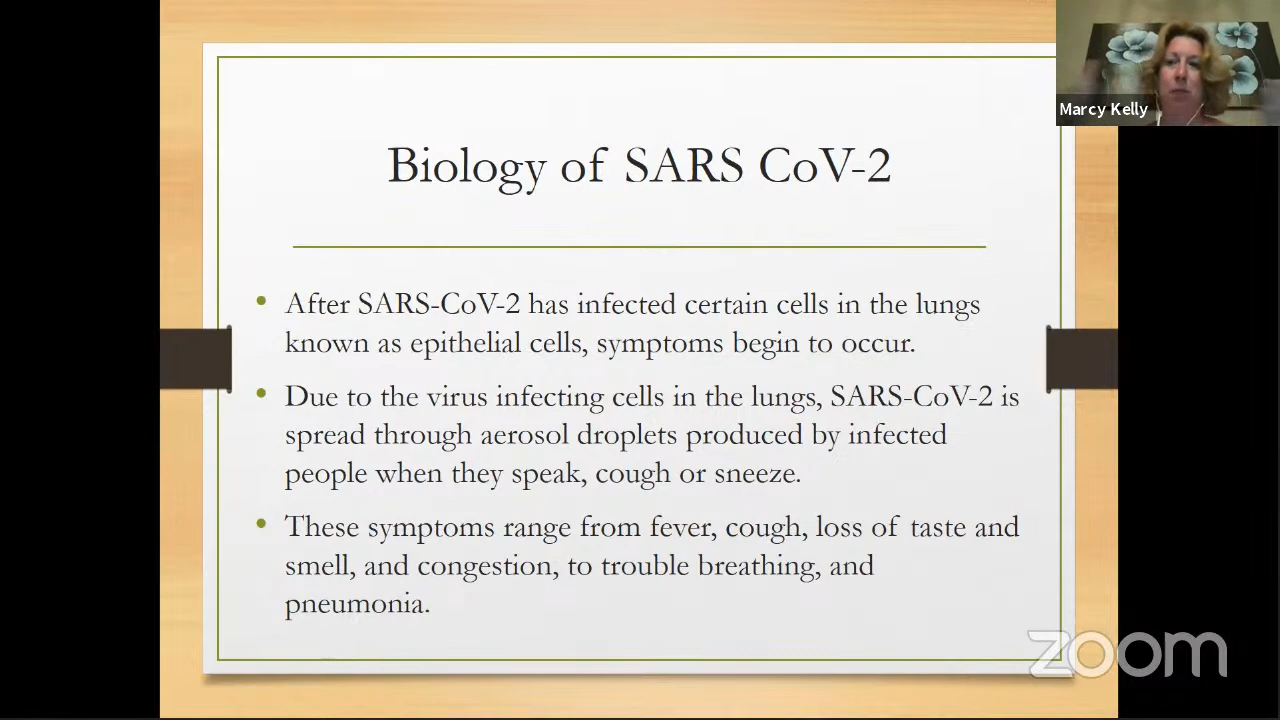 Marcy Kelly
Biology of SARS CoV-2
• After SARS-CoV-2 has infected certain cells in the lungs
known as epithelial cells, symptoms begin to occur.
• Due to the virus infecting cells in the lungs, SARS-CoV-2 is
spread through aerosol droplets produced by infected
people when they speak, cough or sneeze.
• These symptoms range from fever, cough, loss of taste and
smell, and congestion, to trouble breathing, and
pneumonia.
zoom